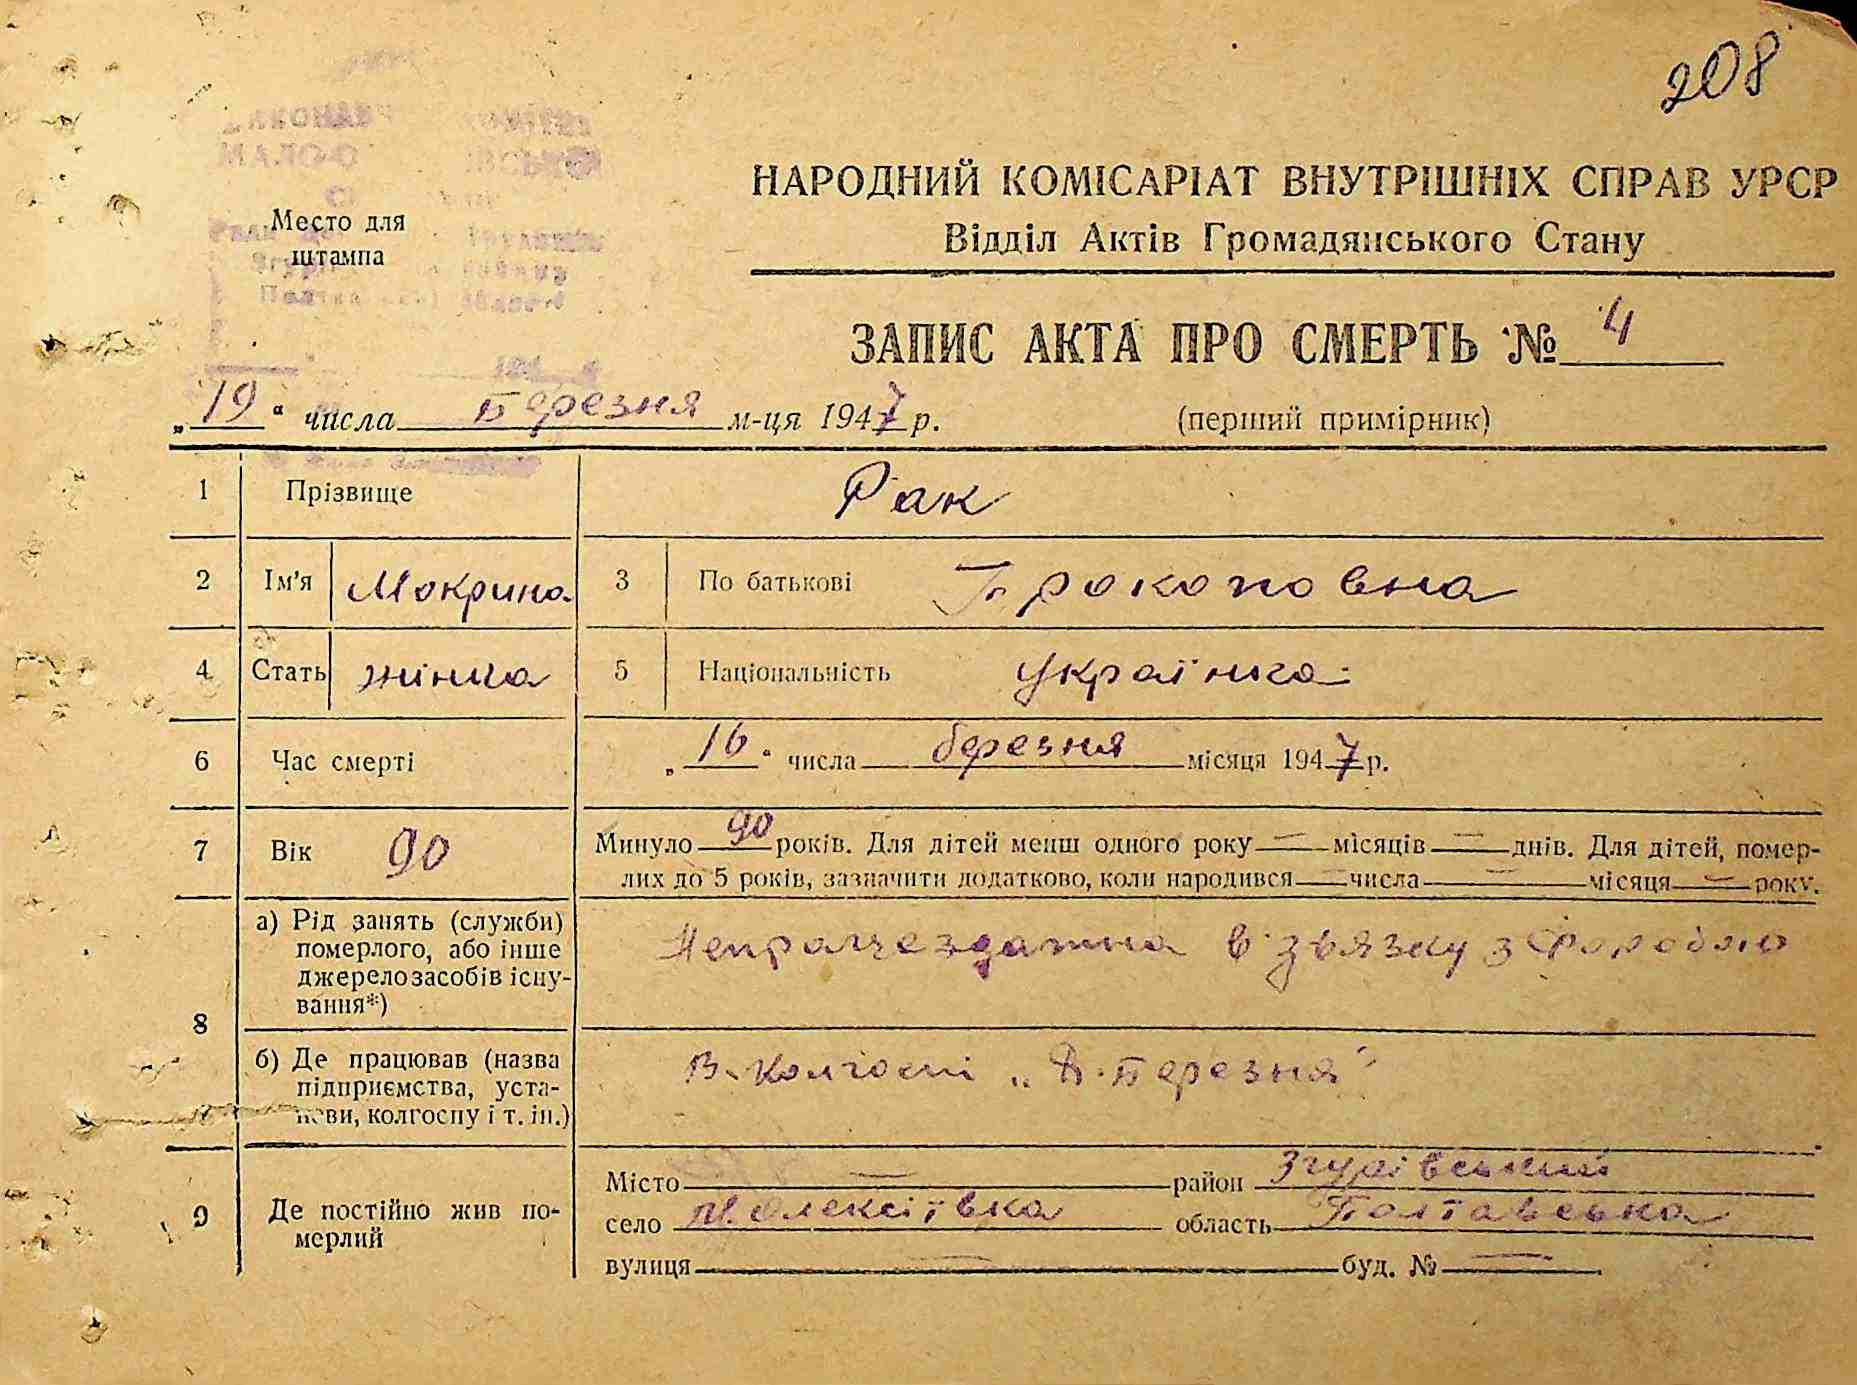 208
НАРОДНИЙ КОМІСАРІАТ ВНУТРІШНІХ СПРАВ УРСР
Відділ Актів Громадянського Стану
Место для
штампа
ЗАПИС АКТА ПРО СМЕРТЬ № 4
„19“ числа Березня м-ця 1947 р. (перший примірник)
1 Прізвище Рак
2 Ім'я Мокрина 3 По батькові Прокоповна
4 Стать жінка 5 Національність українка
6 Час смерті „16“ числа березня місяця 1947 р.
7 Вік 90 Минуло 90 років. Для дітей менш одного року — місяців — днів. Для дітей, помер-
лих до 5 років, зазначити додатково, коли народився — числа — місяця — року.
8 а) Рід занять (служби) померлого, або інше джерело засобів існу-вання*) Непрацездатна в звязку з
б) Де працював (назва підприємства, уста-нови, колгоспу і т. ін.) В. Колгоспі „8. Березня“
9 Де постійно жив по-мерлий
Місто — район Згурівський
село Н. Олексіївка область Полтавська
вулиця — буд. № —